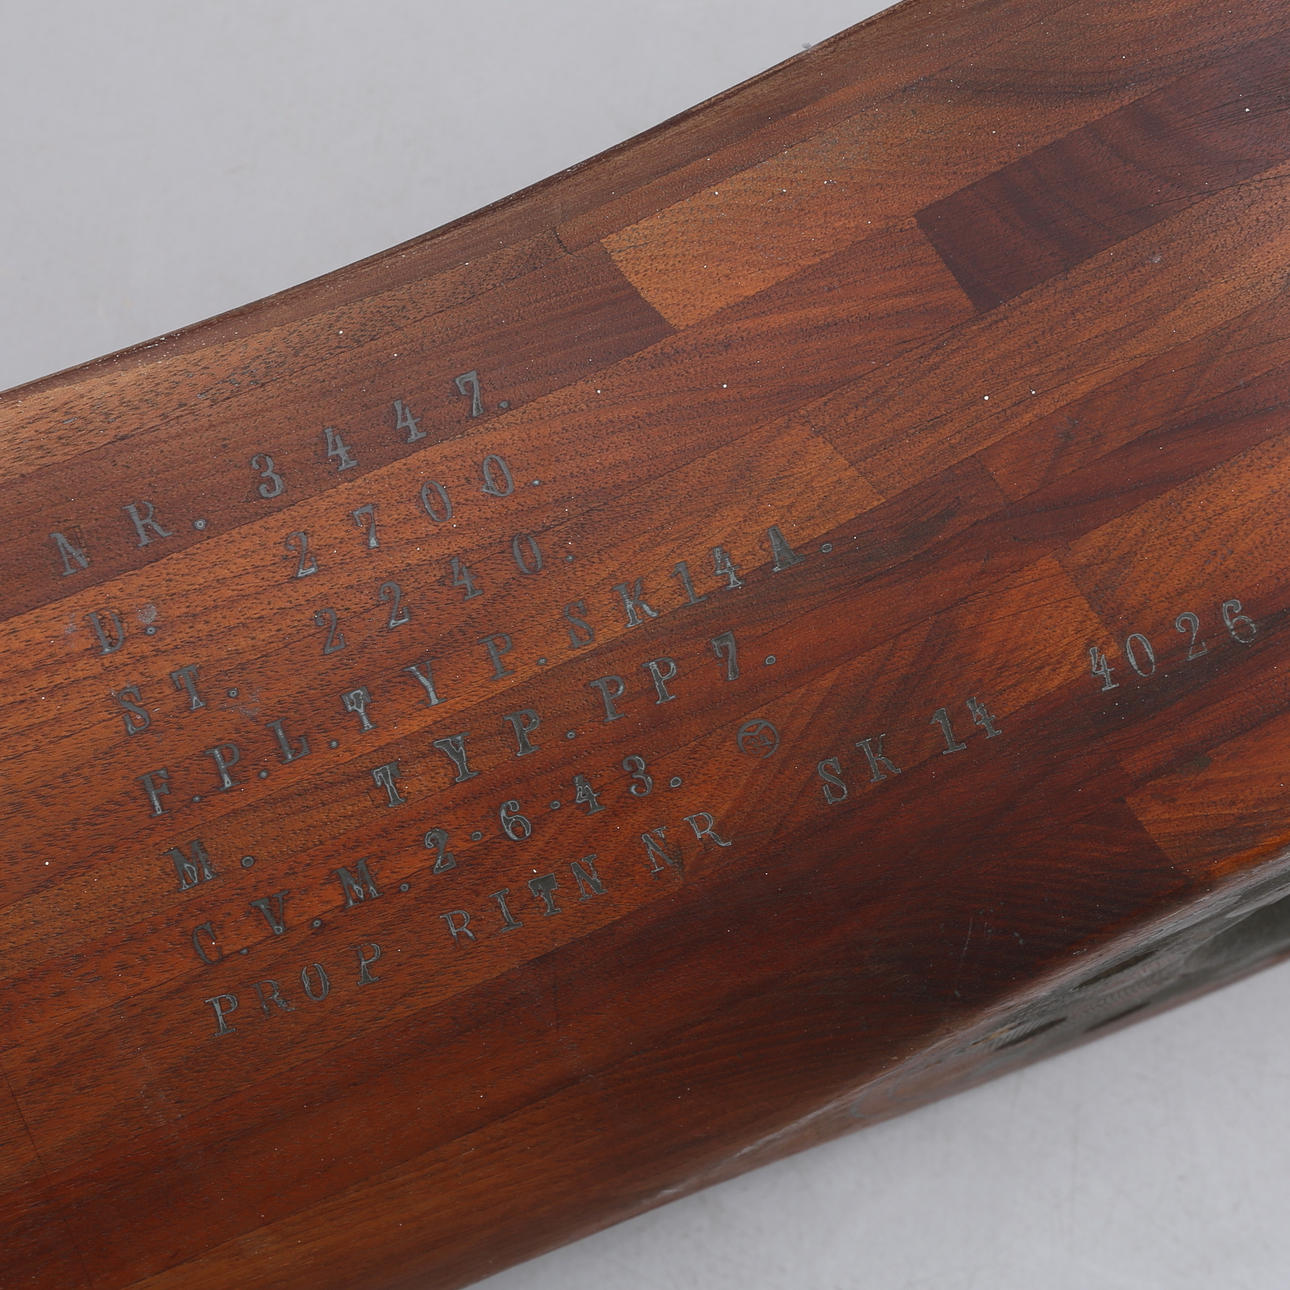 NR. 3447.
D. 2700.
ST. 2240.
F.P.L.TYP.SK14A.
M. TYP.PP7.
C.V.M.2·6·43.
PROP RITN NR SK 14 4026